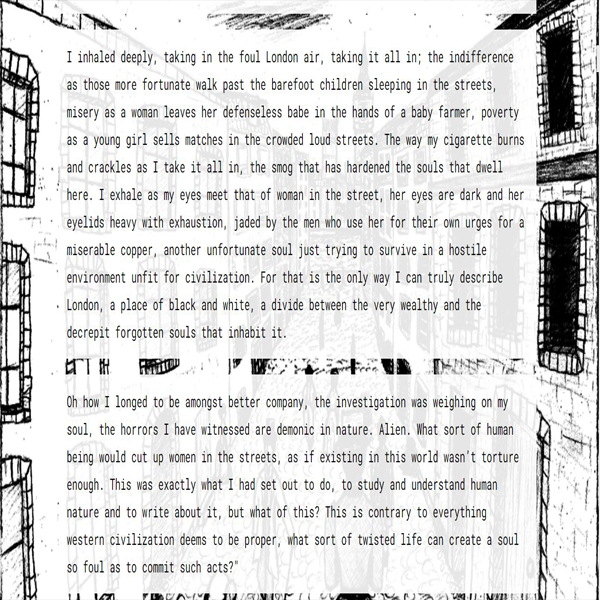 I inhaled deeply, taking in the foul London air, taking it all in; the indifference
as those more fortunate walk past the barefoot children sleeping in the streets,
misery as a woman leaves her defenseless babe in the hands of a baby farmer, poverty
as a young girl sells matches in the crowded loud streets. The way my cigarette burns
and crackles as I take it all in, the smog that has hardened the souls that dwell
here. I exhale as my eyes meet that of woman in the street, her eyes are dark and her
eyelids heavy with exhaustion, jaded by the men who use her for their own urges for a
miserable copper, another unfortunate soul just trying to survive in a hostile
environment unfit for civilization. For that is the only way I can truly describe
London, a place of black and white, a divide between the very wealthy and the
decrepit forgotten souls that inhabit it.
Oh how I longed to be amongst better company, the investigation was weighing on my
soul, the horrors I have witnessed are demonic in nature. Alien. What sort of human
being would cut up women in the streets, as if existing in this world wasn't torture
enough. This was exactly what I had set out to do, to study and understand human
nature and to write about it, but what of this? This is contrary to everything
western civilization deems to be proper, what sort of twisted life can create a soul
so foul as to commit such acts?"